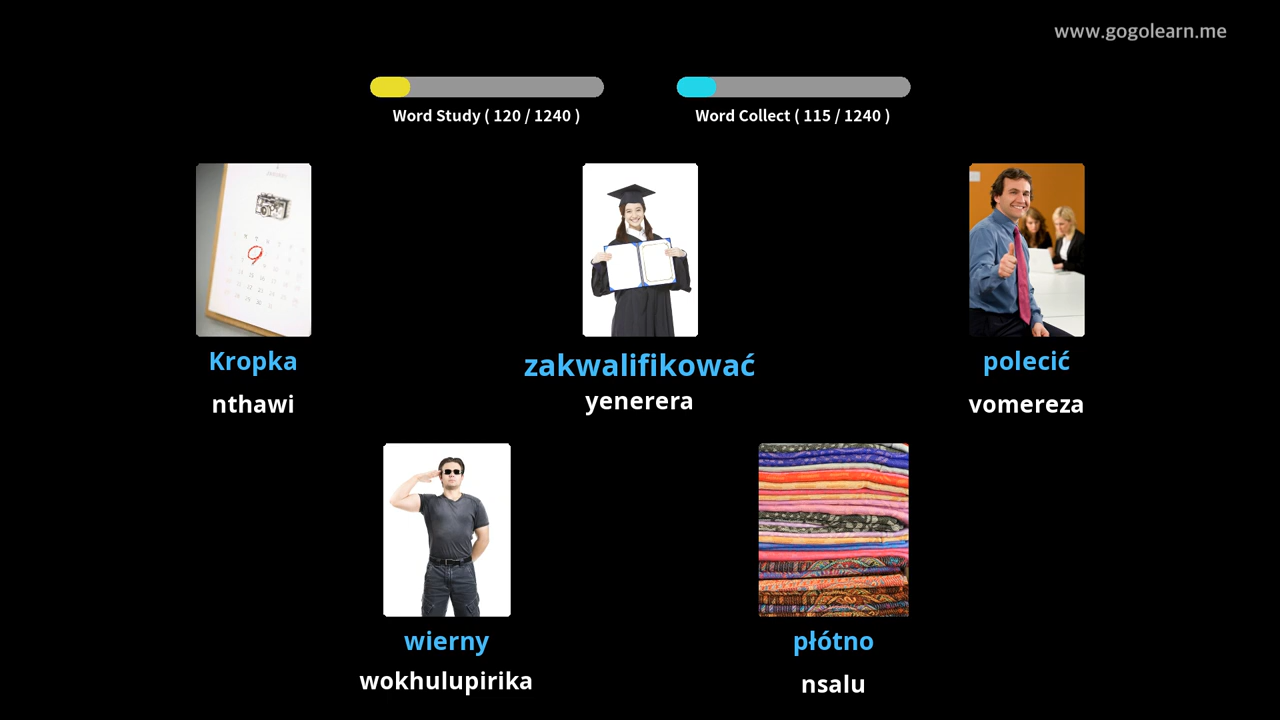 www.gogolearn.me
Word Study ( 120 / 1240 )
Word Collect ( 115 / 1240 )
Kropka
nthawi
zakwalifikować
yenerera
polecić
vomereza
wierny
wokhulupirika
płótno
nsalu